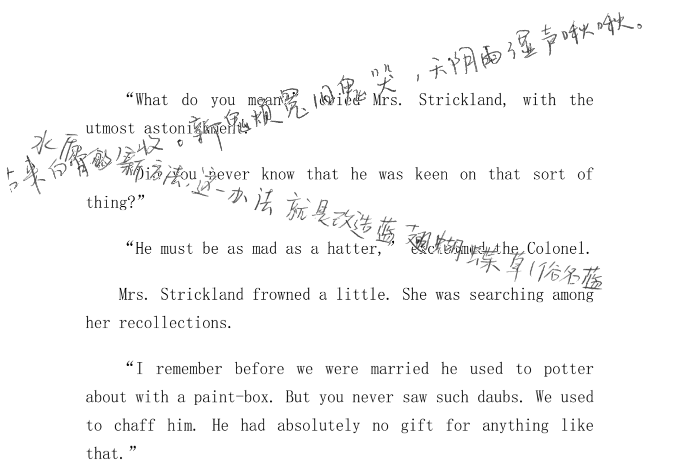 古来白骨无人收。新鬼烦冤旧鬼哭,天阴雨湿声啾啾。
水质的新方法,这一办法就是改造蓝翅蝴蝶草(俗名蓝
“What do you mean?” cried Mrs. Strickland, with the
utmost astonishment.
“Did you never know that he was keen on that sort of
thing?”
“He must be as mad as a hatter,” exclaimed the Colonel.
Mrs. Strickland frowned a little. She was searching among
her recollections.
“I remember before we were married he used to potter
about with a paint-box. But you never saw such daubs. We used
to chaff him. He had absolutely no gift for anything like
that.”